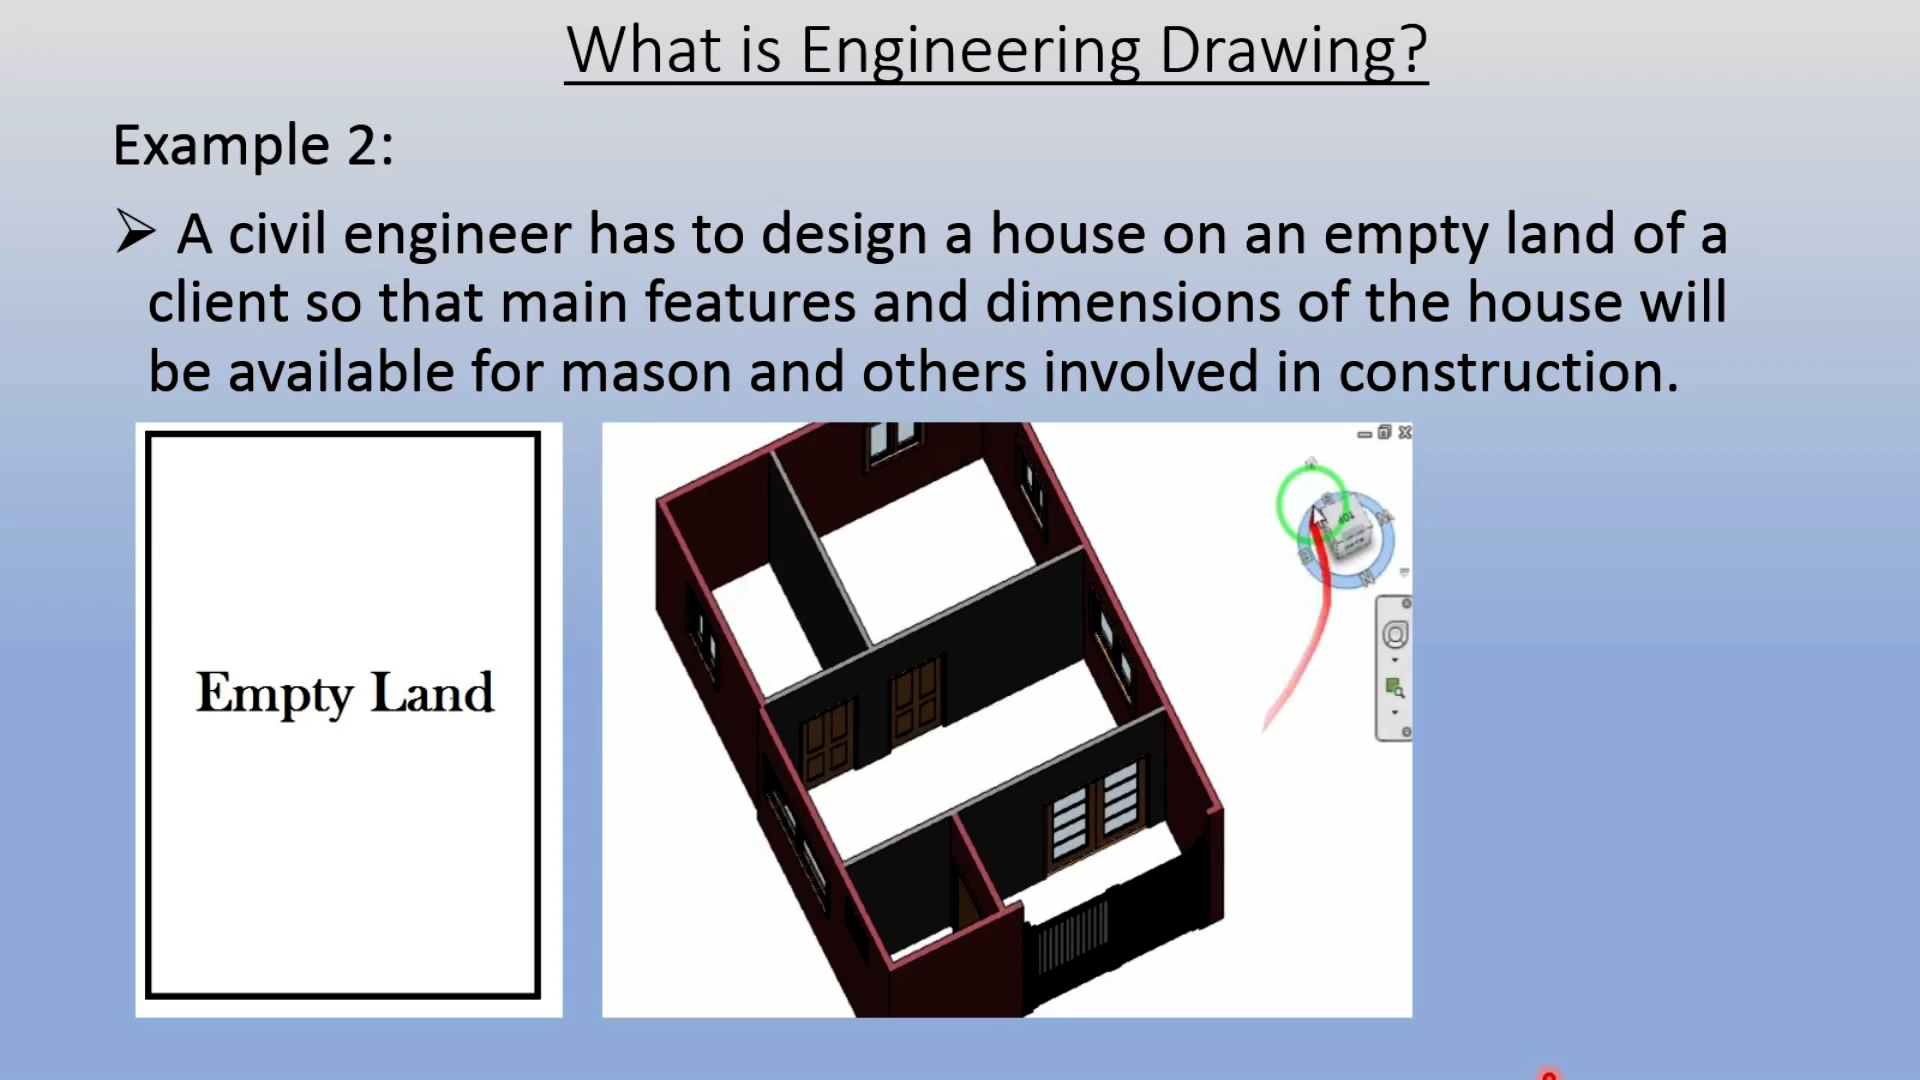 What is Engineering Drawing?
Example 2:
➢ A civil engineer has to design a house on an empty land of a
client so that main features and dimensions of the house will
be available for mason and others involved in construction.
Empty Land
TOP